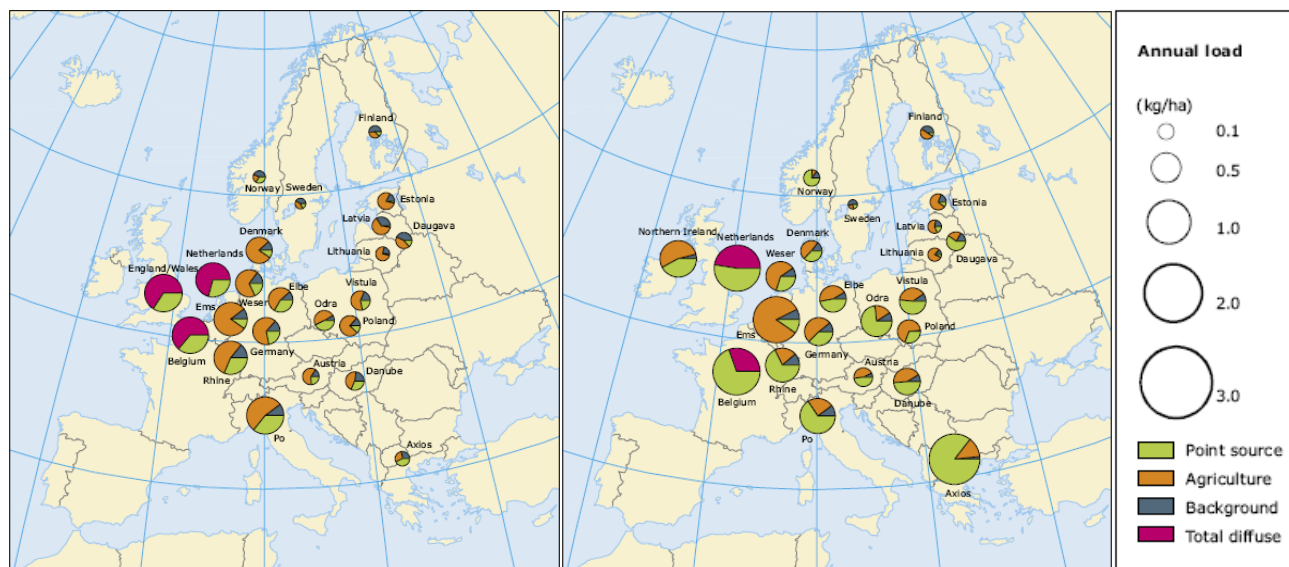 Finland
Norway
Sweden
Estonia
Latvia
Daugava
Denmark
Lithuania
Netherlands
England/Wales
Vistula
Elbe
Ems
Weser
Odra
Poland
Belgium
Germany
Austria
Rhine
Danube
Po
Axios
Finland
Norway
Sweden
Estonia
Latvia
Northern Ireland
Netherlands
Denmark
Daugava
Lithuania
Weser
Vistula
Elbe
Odra
Poland
Ems
Germany
Austria
Belgium
Rhine
Danube
Po
Axios
Annual load
(kg/ha)
0.1
0.5
1.0
2.0
3.0
Point source
Agriculture
Background
Total diffuse